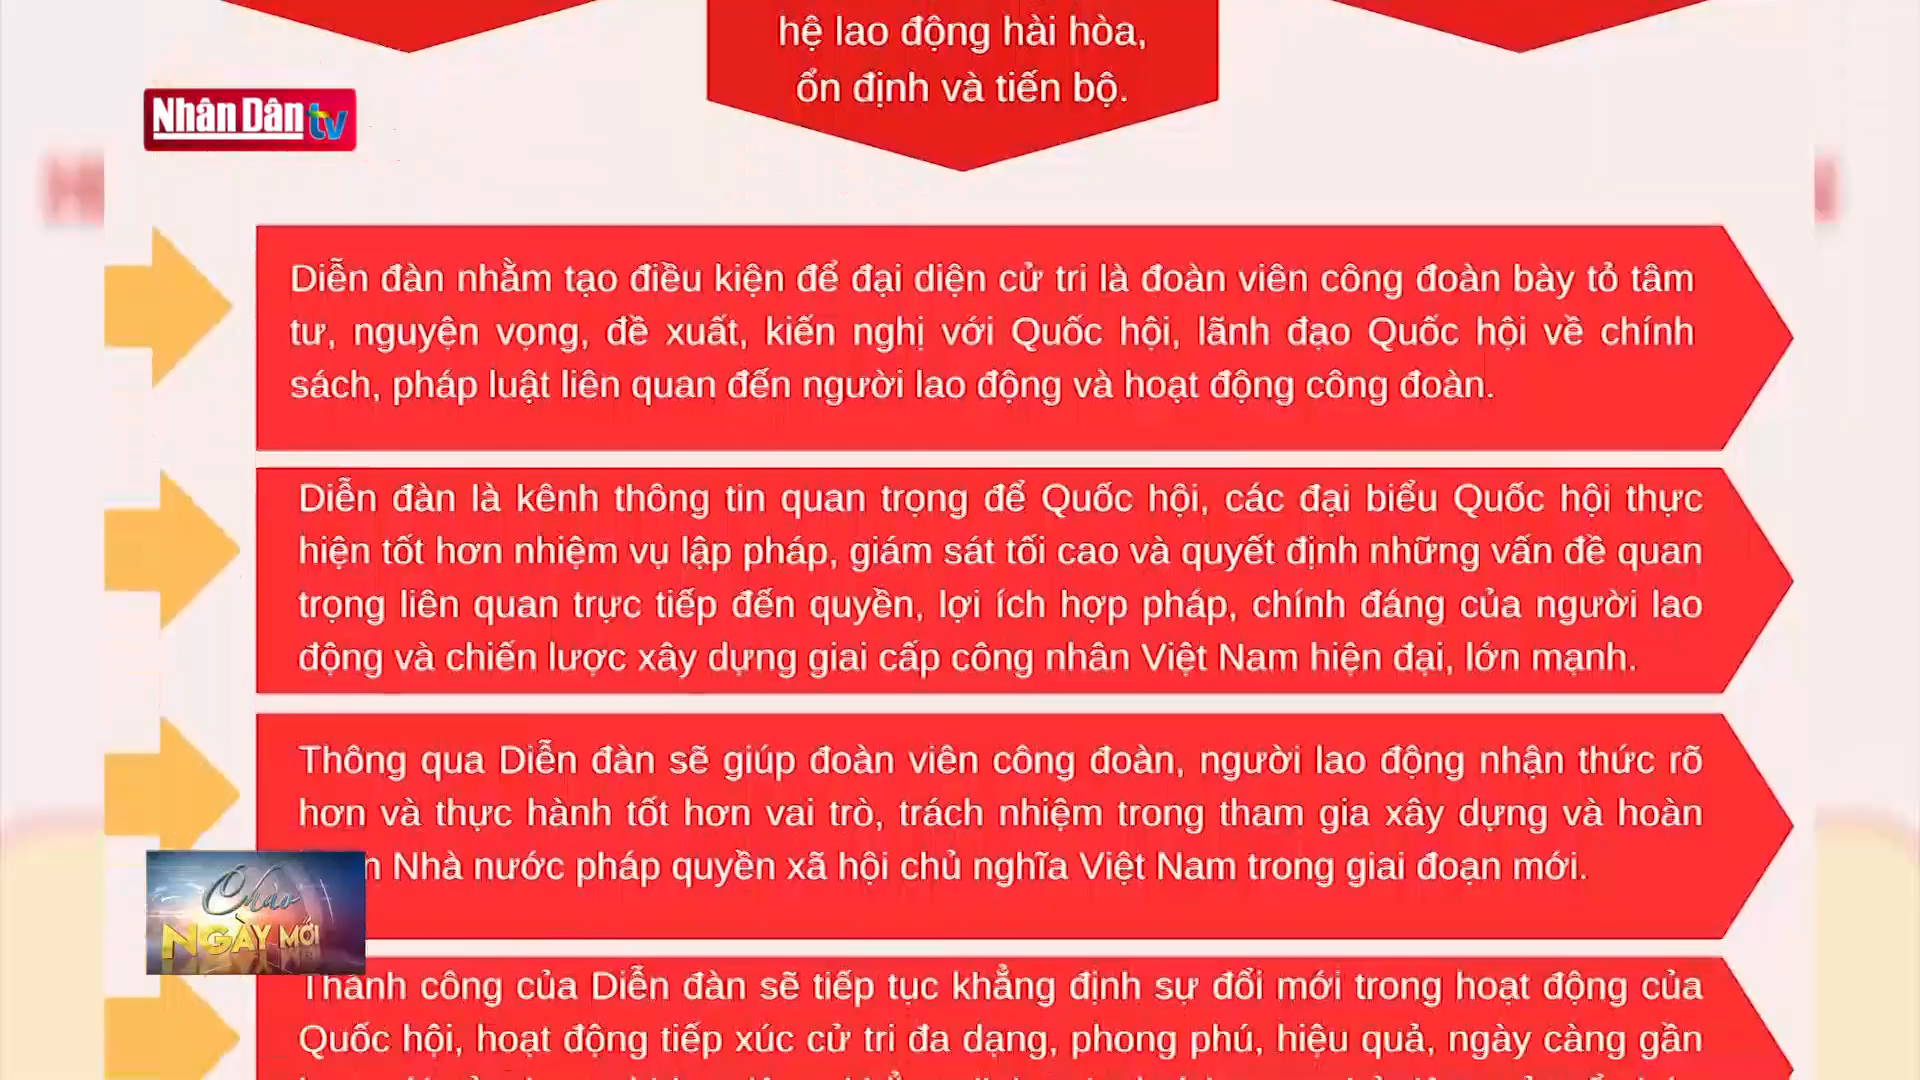 hệ lao động hài hòa,
ổn định và tiến bộ.
Nhân Dân tv
Diễn đàn nhằm tạo điều kiện để đại diện cử tri là đoàn viên công đoàn bày tỏ tâm
tư, nguyện vọng, đề xuất, kiến nghị với Quốc hội, lãnh đạo Quốc hội về chính
sách, pháp luật liên quan đến người lao động và hoạt động công đoàn.
Diễn đàn là kênh thông tin quan trọng để Quốc hội, các đại biểu Quốc hội thực
hiện tốt hơn nhiệm vụ lập pháp, giám sát tối cao và quyết định những vấn đề quan
trọng liên quan trực tiếp đến quyền, lợi ích hợp pháp, chính đáng của người lao
động và chiến lược xây dựng giai cấp công nhân Việt Nam hiện đại, lớn mạnh.
Thông qua Diễn đàn sẽ giúp đoàn viên công đoàn, người lao động nhận thức rõ
hơn và thực hành tốt hơn vai trò, trách nhiệm trong tham gia xây dựng và hoàn
Nhà nước pháp quyền xã hội chủ nghĩa Việt Nam trong giai đoạn mới.
Chào
NGÀY MỚI
Thành công của Diễn đàn sẽ tiếp tục khẳng định sự đổi mới trong hoạt động của
Quốc hội, hoạt động tiếp xúc cử tri đa dạng, phong phú, hiệu quả, ngày càng gần